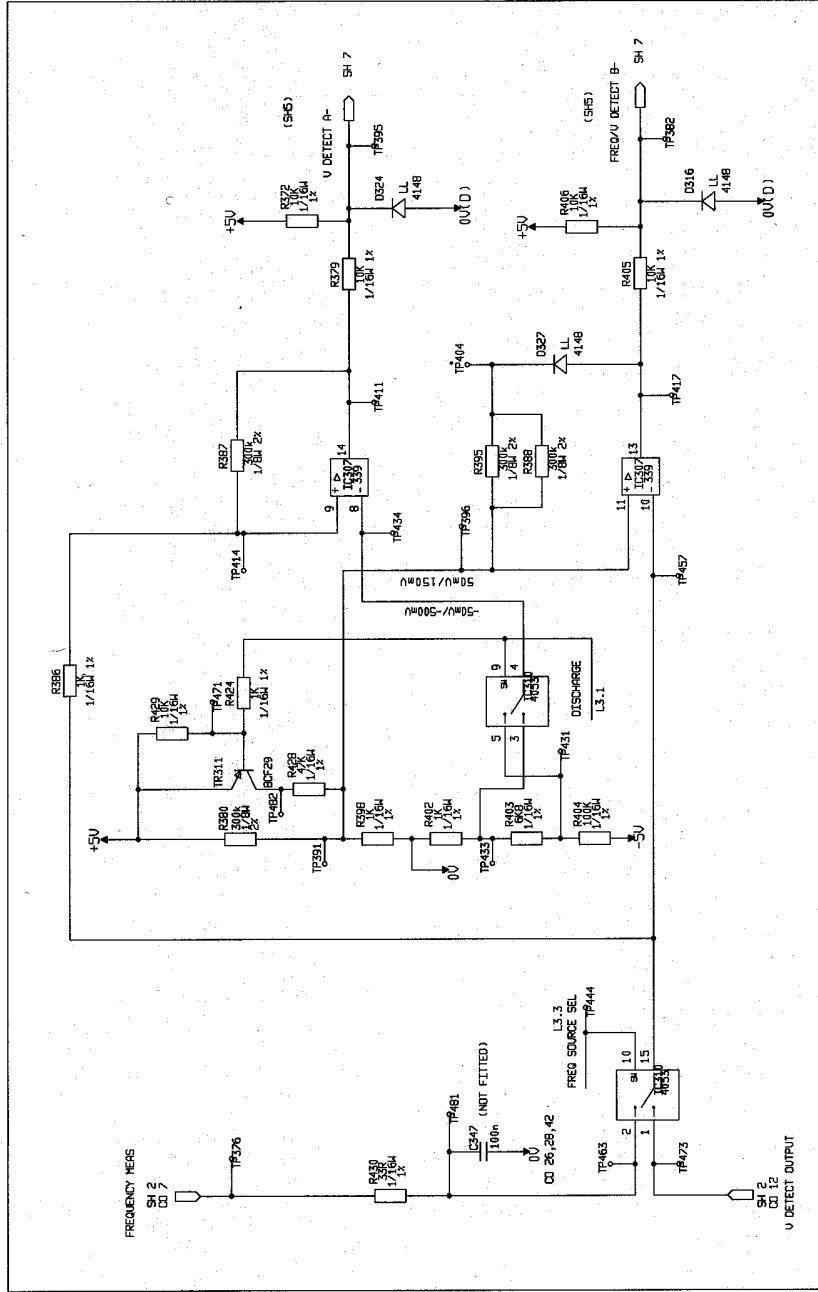 FREQUENCY MEAS
SH 2
CO 7
TP376
R430
33R
1/16W
1%
TP481
C347
100n
(NOT FITTED)
0V
CO 26,28,42
TP463
TP473
SH 2
CO 12
V DETECT OUTPUT
2
1
SW
10
15
IC310
4053
L3.3
FREQ SOURCE SEL
TP444
+5V
R380
300k
1/8W
2%
TP391
TR311
BCF29
TP482
R429
10K
1/16W
1%
TP471
R424
1K
1/16W 1%
R428
47K
1/16W
1%
R398
1K
1/16W
1%
R402
1K
1/16W
1%
0V
TP433
R403
6K8
1/16W
1%
R404
100K
1/16W
1%
-5V
TP431
5
3
SW
9
4
IC310
4053
DISCHARGE
L3.1
R386
1K
1/16W 1%
TP414
R387
300k
1/8W 2%
9
8
+
-
IC307
339
14
TP411
TP434
-50mV/-500mV
50mV/150mV
TP396
R395
300k
1/8W 2%
R388
300k
1/8W 2%
TP404
D327
LL
4148
11
10
+
-
IC307
339
13
TP417
TP457
R379
10K
1/16W 1%
+5V
R372
10K
1/16W
1%
D324
LL
4148
0V(D)
(SH5)
V DETECT A-
TP395
SH 7
R405
10K
1/16W 1%
+5V
R406
10K
1/16W
1%
D316
LL
4148
0V(D)
(SH5)
FREQ/V DETECT B-
TP382
SH 7